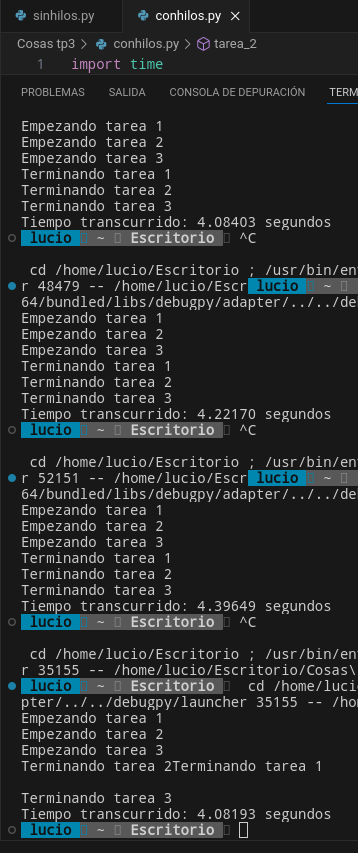 sinhilos.py conhilos.py
Cosas tp3 > conhilos.py > tarea_2
1 import time
PROBLEMAS SALIDA CONSOLA DE DEPURACIÓN TERM
Empezando tarea 1
Empezando tarea 2
Empezando tarea 3
Terminando tarea 1
Terminando tarea 2
Terminando tarea 3
Tiempo transcurrido: 4.08403 segundos
lucio ~ Escritorio ^C
cd /home/lucio/Escritorio ; /usr/bin/en
r 48479 -- /home/lucio/Escr lucio ~
64/bundled/libs/debugpy/adapter/../../de
Empezando tarea 1
Empezando tarea 2
Empezando tarea 3
Terminando tarea 1
Terminando tarea 2
Terminando tarea 3
Tiempo transcurrido: 4.22170 segundos
lucio ~ Escritorio ^C
cd /home/lucio/Escritorio ; /usr/bin/en
r 52151 -- /home/lucio/Escr lucio ~
64/bundled/libs/debugpy/adapter/../../de
Empezando tarea 1
Empezando tarea 2
Empezando tarea 3
Terminando tarea 1
Terminando tarea 2
Terminando tarea 3
Tiempo transcurrido: 4.39649 segundos
lucio ~ Escritorio ^C
cd /home/lucio/Escritorio ; /usr/bin/en
r 35155 -- /home/lucio/Escritorio/Cosas\
lucio ~ Escritorio cd /home/luci
pter/../../debugpy/launcher 35155 -- /ho
Empezando tarea 1
Empezando tarea 2
Empezando tarea 3
Terminando tarea 2Terminando tarea 1
Terminando tarea 3
Tiempo transcurrido: 4.08193 segundos
lucio ~ Escritorio